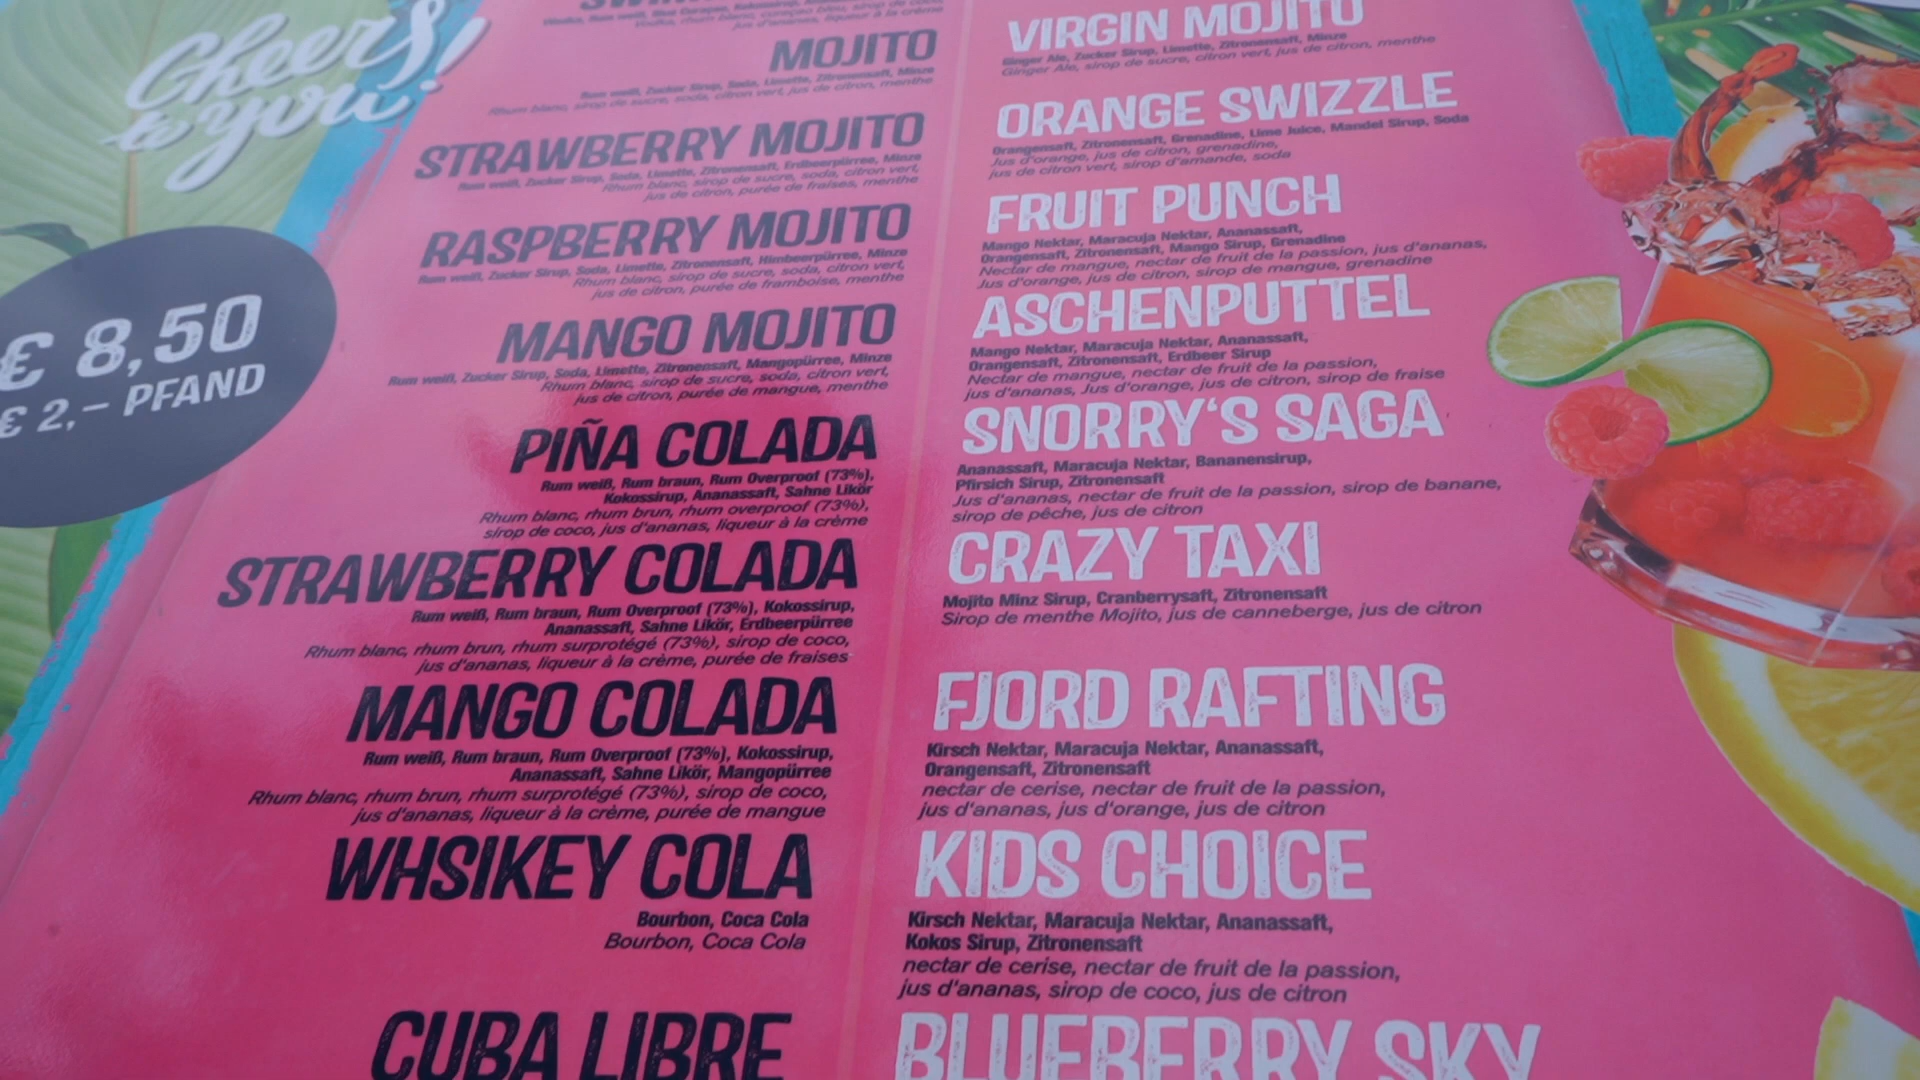 Cheers!
to you
€ 8,50
€ 2,- PFAND
MOJITO
Rum weiß, Zucker Sirup, Soda, Limette, Zitronensaft, Minze
Rhum blanc, sirop de sucre, soda, citron vert, jus de citron, menthe
STRAWBERRY MOJITO
Rum weiß, Zucker Sirup, Soda, Limette, Zitronensaft, Erdbeerpürree, Minze
Rhum blanc, sirop de sucre, soda, citron vert,
jus de citron, purée de fraises, menthe
RASPBERRY MOJITO
Rum weiß, Zucker Sirup, Soda, Limette, Zitronensaft, Himbeerpürree, Minze
Rhum blanc, sirop de sucre, soda, citron vert,
jus de citron, purée de framboise, menthe
MANGO MOJITO
Rum weiß, Zucker Sirup, Soda, Limette, Zitronensaft, Mangopürree, Minze
Rhum blanc, sirop de sucre, soda, citron vert,
jus de citron, purée de mangue, menthe
PIÑA COLADA
Rum weiß, Rum braun, Rum Overproof (73%),
Kokossirup, Ananassaft, Sahne Likör
Rhum blanc, rhum brun, rhum overproof (73%),
sirop de coco, jus d'ananas, liqueur à la crème
STRAWBERRY COLADA
Rum weiß, Rum braun, Rum Overproof (73%), Kokossirup,
Ananassaft, Sahne Likör, Erdbeerpürree
Rhum blanc, rhum brun, rhum surprotégé (73%), sirop de coco,
jus d'ananas, liqueur à la crème, purée de fraises
MANGO COLADA
Rum weiß, Rum braun, Rum Overproof (73%), Kokossirup,
Ananassaft, Sahne Likör, Mangopürree
Rhum blanc, rhum brun, rhum surprotégé (73%), sirop de coco,
jus d'ananas, liqueur à la crème, purée de mangue
WHSIKEY COLA
Bourbon, Coca Cola
Bourbon, Coca Cola
CUBA LIBRE
VIRGIN MOJITO
Ginger Ale, Zucker Sirup, Limette, Zitronensaft, Minze
Ginger Ale, sirop de sucre, citron vert, jus de citron, menthe
ORANGE SWIZZLE
Orangensaft, Zitronensaft, Grenadine, Lime Juice, Mandel Sirup, Soda
Jus d'orange, jus de citron, grenadine,
jus de citron vert, sirop d'amande, soda
FRUIT PUNCH
Mango Nektar, Maracuja Nektar, Ananassaft,
Orangensaft, Zitronensaft, Mango Sirup, Grenadine
Nectar de mangue, nectar de fruit de la passion, jus d'ananas,
Jus d'orange, jus de citron, sirop de mangue, grenadine
ASCHENPUTTEL
Mango Nektar, Maracuja Nektar, Ananassaft,
Orangensaft, Zitronensaft, Erdbeer Sirup
Nectar de mangue, nectar de fruit de la passion,
jus d'ananas, Jus d'orange, jus de citron, sirop de fraise
SNORRY'S SAGA
Ananassaft, Maracuja Nektar, Bananensirup,
Pfirsich Sirup, Zitronensaft
Jus d'ananas, nectar de fruit de la passion, sirop de banane,
sirop de pêche, jus de citron
CRAZY TAXI
Mojito Minz Sirup, Cranberrysaft, Zitronensaft
Sirop de menthe Mojito, jus de canneberge, jus de citron
FJORD RAFTING
Kirsch Nektar, Maracuja Nektar, Ananassaft,
Orangensaft, Zitronensaft
nectar de cerise, nectar de fruit de la passion,
jus d'ananas, jus d'orange, jus de citron
KIDS CHOICE
Kirsch Nektar, Maracuja Nektar, Ananassaft,
Kokos Sirup, Zitronensaft
nectar de cerise, nectar de fruit de la passion,
jus d'ananas, sirop de coco, jus de citron
BLUEBERRY SKY